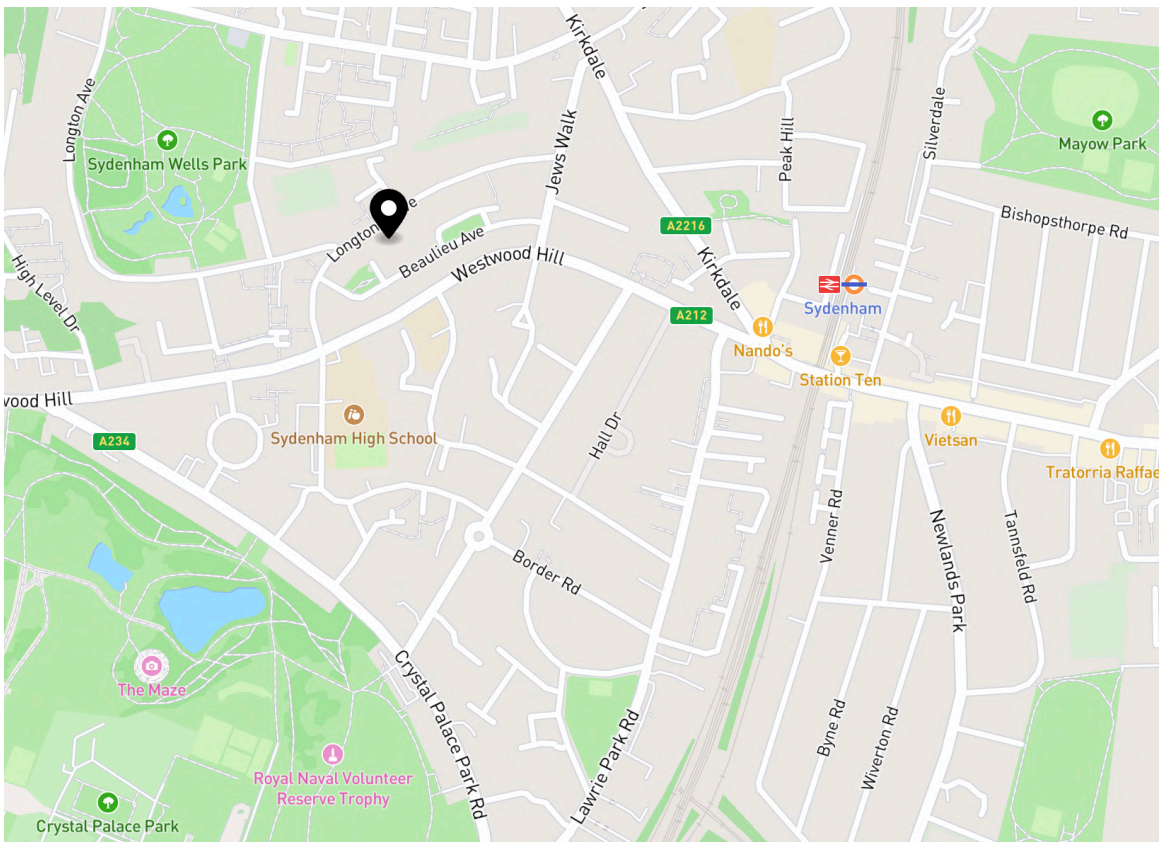 Kirkdale
Longton Ave
Sydenham Wells Park
Jews Walk
Peak Hill
Silverdale
Mayow Park
Longton
Beaulieu Ave
Westwood Hill
A2216
Kirkdale
Bishopsthorpe Rd
High Level Dr
Sydenham
A212
Nando's
Station Ten
wood Hill
A234
Sydenham High School
Hall Dr
Vietsan
Tratorria Raffae
Venner Rd
Newlands Park
Tannsfeld Rd
Border Rd
The Maze
Crystal Palace Park Rd
Lawrie Park Rd
Byne Rd
Wiverton Rd
Royal Naval Volunteer
Reserve Trophy
Crystal Palace Park